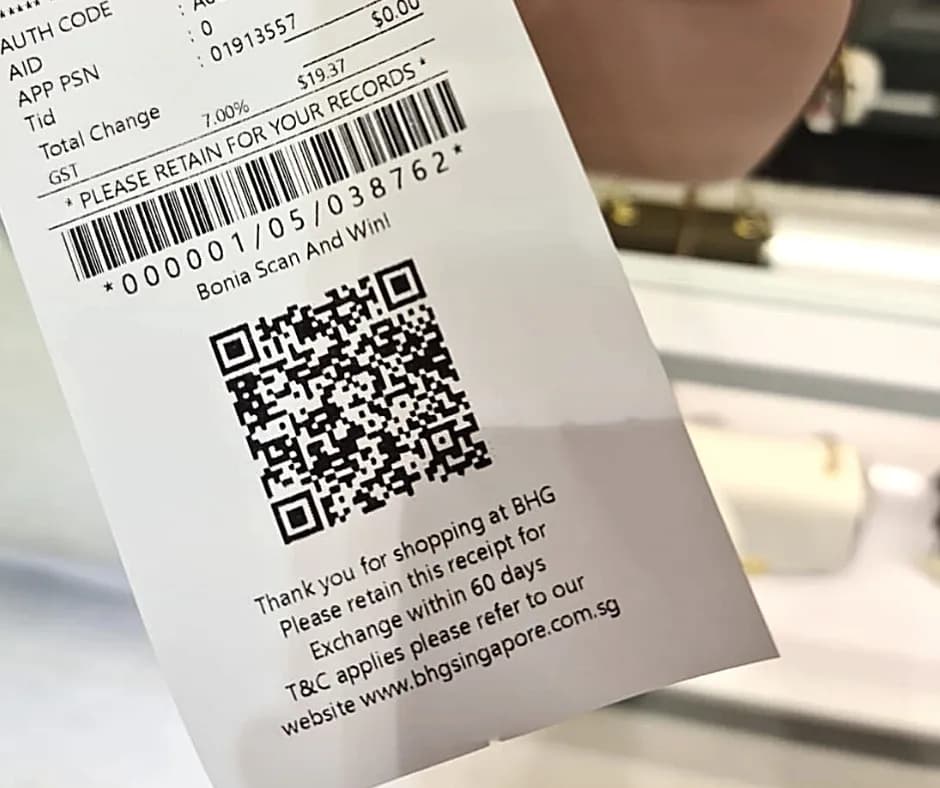 AUTH CODE
AID
APP PSN : 0
Tid : 01913557
Total Change $0.00
GST 7.00% $19.37
* PLEASE RETAIN FOR YOUR RECORDS *
*000001/05/038762*
Bonia Scan And Win!
Thank you for shopping at BHG
Please retain this receipt for
Exchange within 60 days
T&C applies please refer to our
website www.bhgsingapore.com.sg